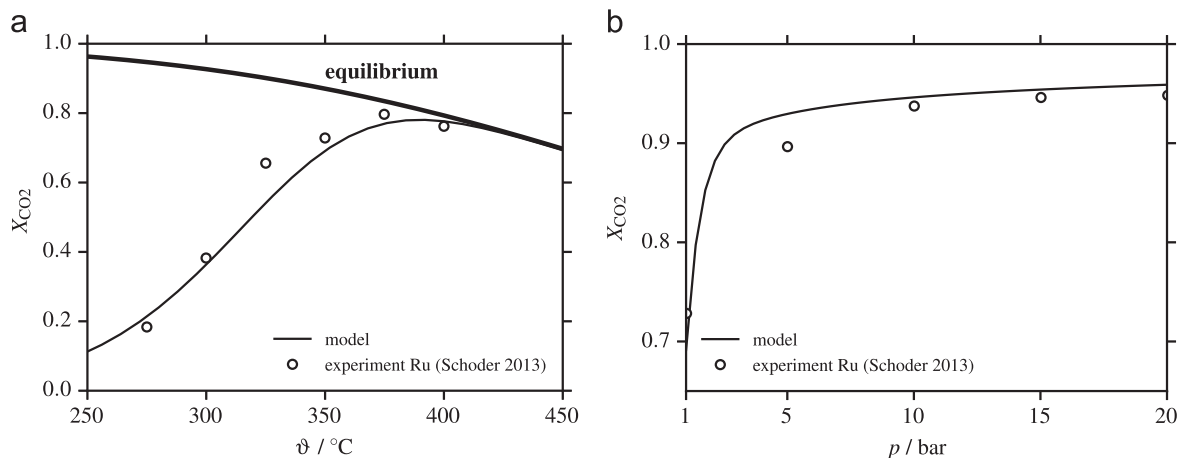 a
1.0
0.8
0.6
0.4
0.2
0.0
X_CO2
equilibrium
model
experiment Ru (Schoder 2013)
250 300 350 400 450
ϑ / °C
b
1.0
0.9
0.8
0.7
X_CO2
model
experiment Ru (Schoder 2013)
1 5 10 15 20
p / bar